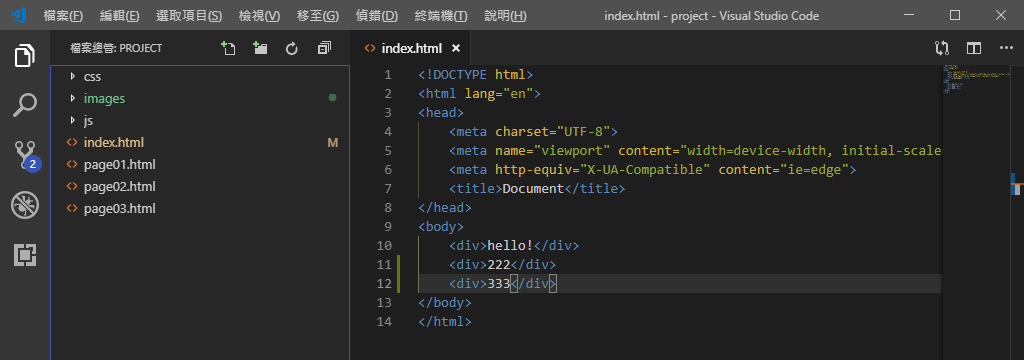 檔案(F) 編輯(E) 選取項目(S) 檢視(V) 移至(G) 偵錯(D) 終端機(T) 說明(H) index.html - project - Visual Studio Code
檔案總管: PROJECT
css
images
js
index.html M
page01.html
page02.html
page03.html
2
index.html
1 <!DOCTYPE html>
2 <html lang="en">
3 <head>
4 <meta charset="UTF-8">
5 <meta name="viewport" content="width=device-width, initial-scale
6 <meta http-equiv="X-UA-Compatible" content="ie=edge">
7 <title>Document</title>
8 </head>
9 <body>
10 <div>hello!</div>
11 <div>222</div>
12 <div>333</div>
13 </body>
14 </html>